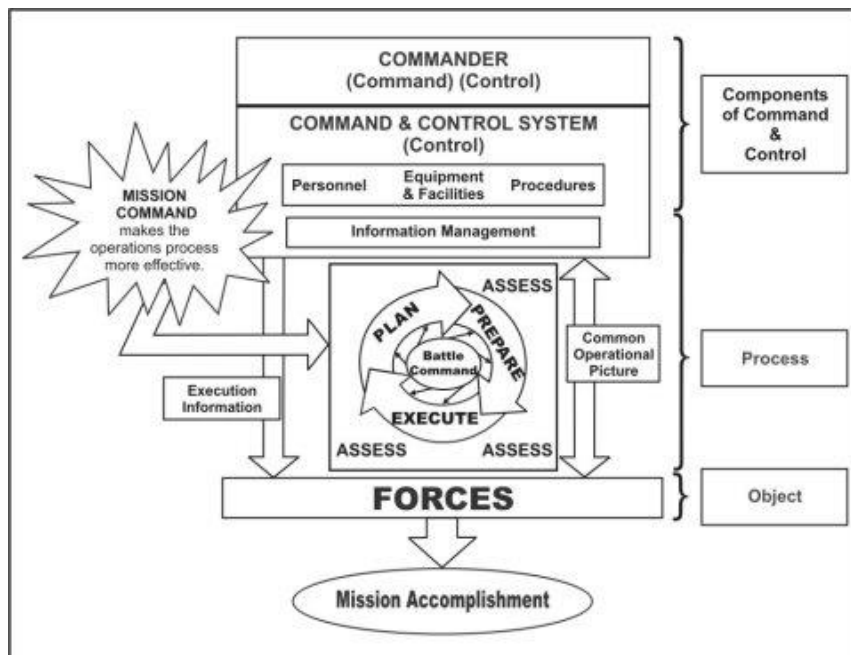 COMMANDER
(Command) (Control)
Components
of Command
&
Control
COMMAND & CONTROL SYSTEM
(Control)
Personnel
Equipment
& Facilities
Procedures
Information Management
MISSION
COMMAND
makes the
operations process
more effective.
ASSESS
PLAN
PREPARE
Battle
Command
EXECUTE
ASSESS
ASSESS
Common
Operational
Picture
Process
Execution
Information
FORCES
Object
Mission Accomplishment